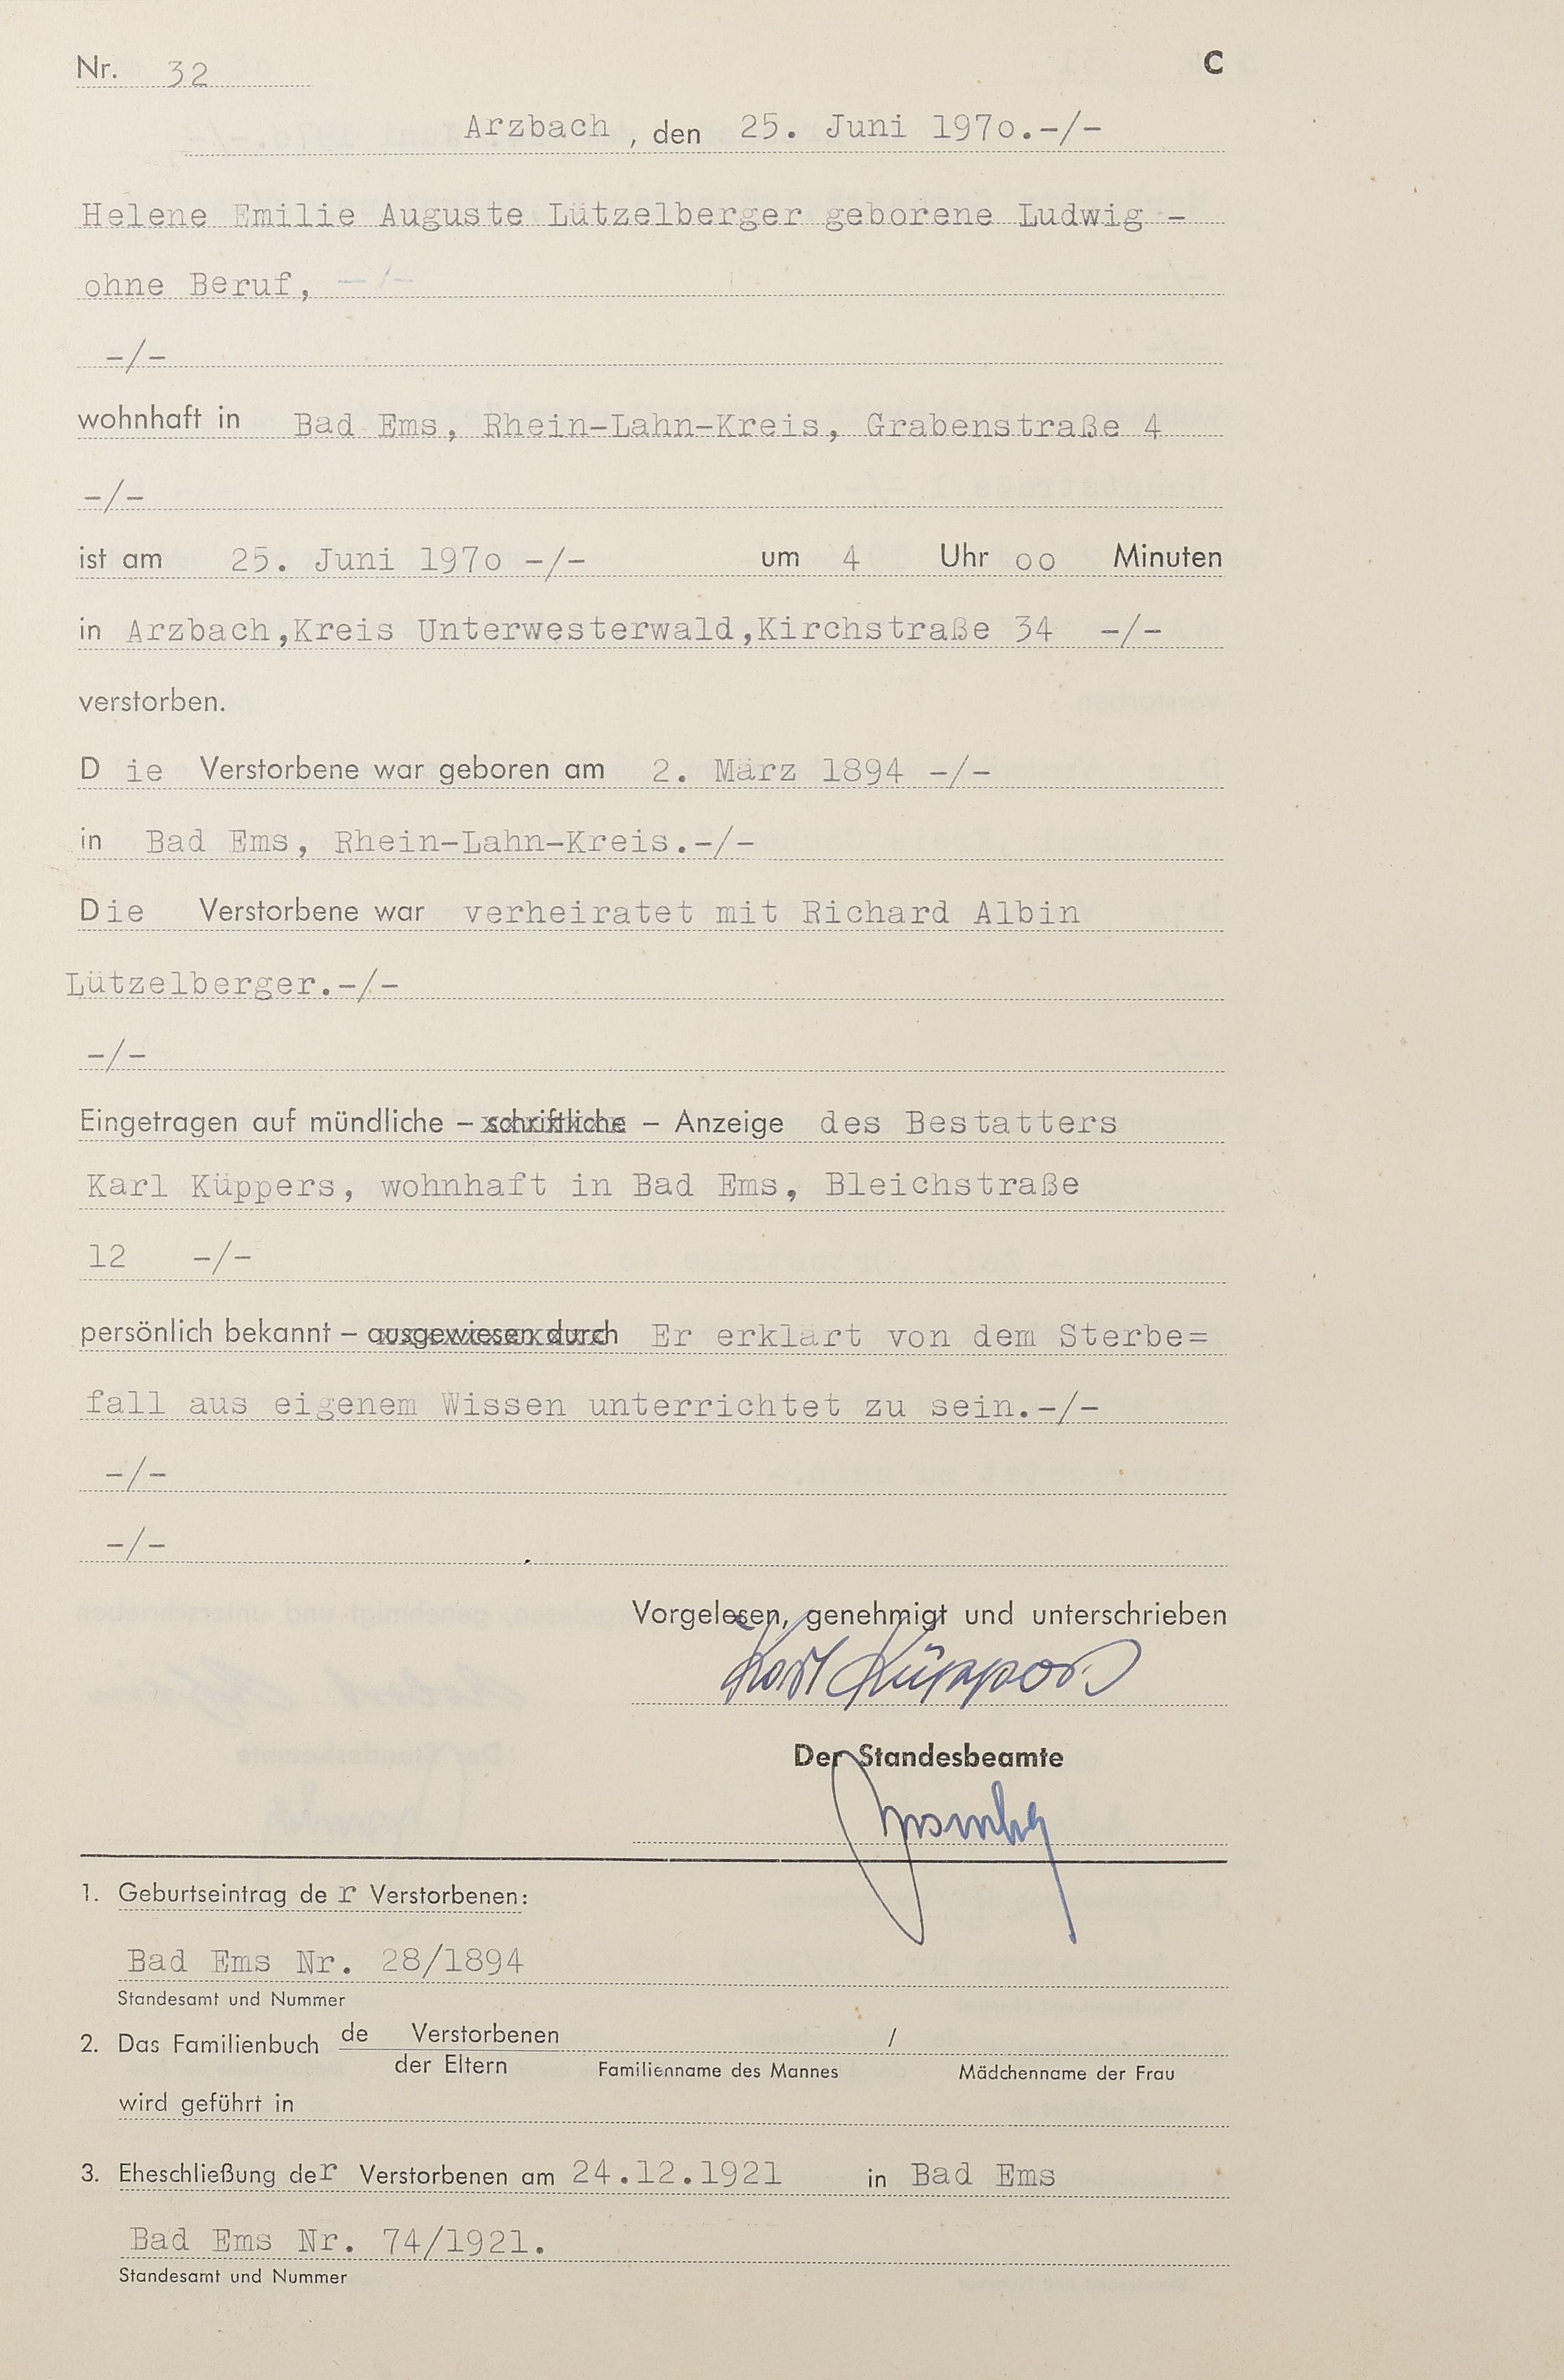 Nr. 32 C
Arzbach, den 25. Juni 197o.-/-
Helene Emilie Auguste Lützelberger geborene Ludwig -
ohne Beruf, -/-
-/-
wohnhaft in Bad Ems, Rhein-Lahn-Kreis, Grabenstraße 4
-/-
ist am 25. Juni 197o -/- um 4 Uhr oo Minuten
in Arzbach,Kreis Unterwesterwald,Kirchstraße 34 -/-
verstorben.
D ie Verstorbene war geboren am 2. März 1894 -/-
in Bad Ems, Rhein-Lahn-Kreis.-/-
Die Verstorbene war verheiratet mit Richard Albin
Lützelberger.-/-
-/-
Eingetragen auf mündliche – schriftliche – Anzeige des Bestatters
Karl Küppers, wohnhaft in Bad Ems, Bleichstraße
12 -/-
persönlich bekannt – ausgewiesen durch Er erklärt von dem Sterbe=
fall aus eigenem Wissen unterrichtet zu sein.-/-
-/-
-/-
Vorgelesen, genehmigt und unterschrieben
Karl Küppers
Der Standesbeamte
1. Geburtseintrag de r Verstorbenen:
Bad Ems Nr. 28/1894
Standesamt und Nummer
2. Das Familienbuch de Verstorbenen /
der Eltern Familienname des Mannes Mädchenname der Frau
wird geführt in
3. Eheschließung der Verstorbenen am 24.12.1921 in Bad Ems
Bad Ems Nr. 74/1921.
Standesamt und Nummer